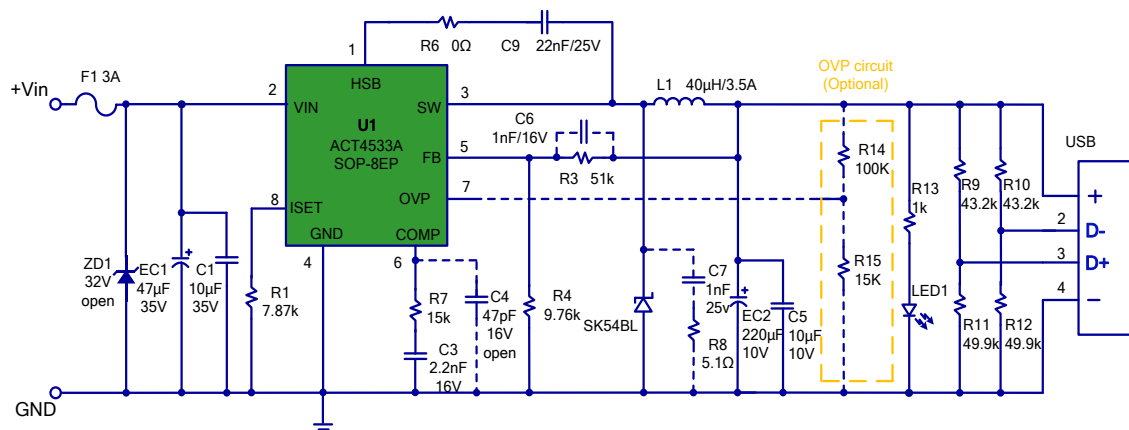 R6
0Ω
C9
22nF/25V
1
OVP circuit
(Optional)
F1 3A
+Vin
2
VIN
HSB
SW
3
L1
40μH/3.5A
U1
ACT4533A
SOP-8EP
C6
1nF/16V
FB
5
R3
51k
R14
100K
USB
OVP
7
R13
1k
R9
43.2k
R10
43.2k
+
8
ISET
2
D-
GND
COMP
3
D+
4
6
4
−
ZD1
32V
open
EC1
47μF
35V
C1
10μF
35V
R1
7.87k
R7
15k
C4
47pF
16V
open
R4
9.76k
C7
1nF
25v
R15
15K
LED1
SK54BL
EC2
220μF
10V
C5
10μF
10V
R11
49.9k
R12
49.9k
C3
2.2nF
16V
R8
5.1Ω
GND